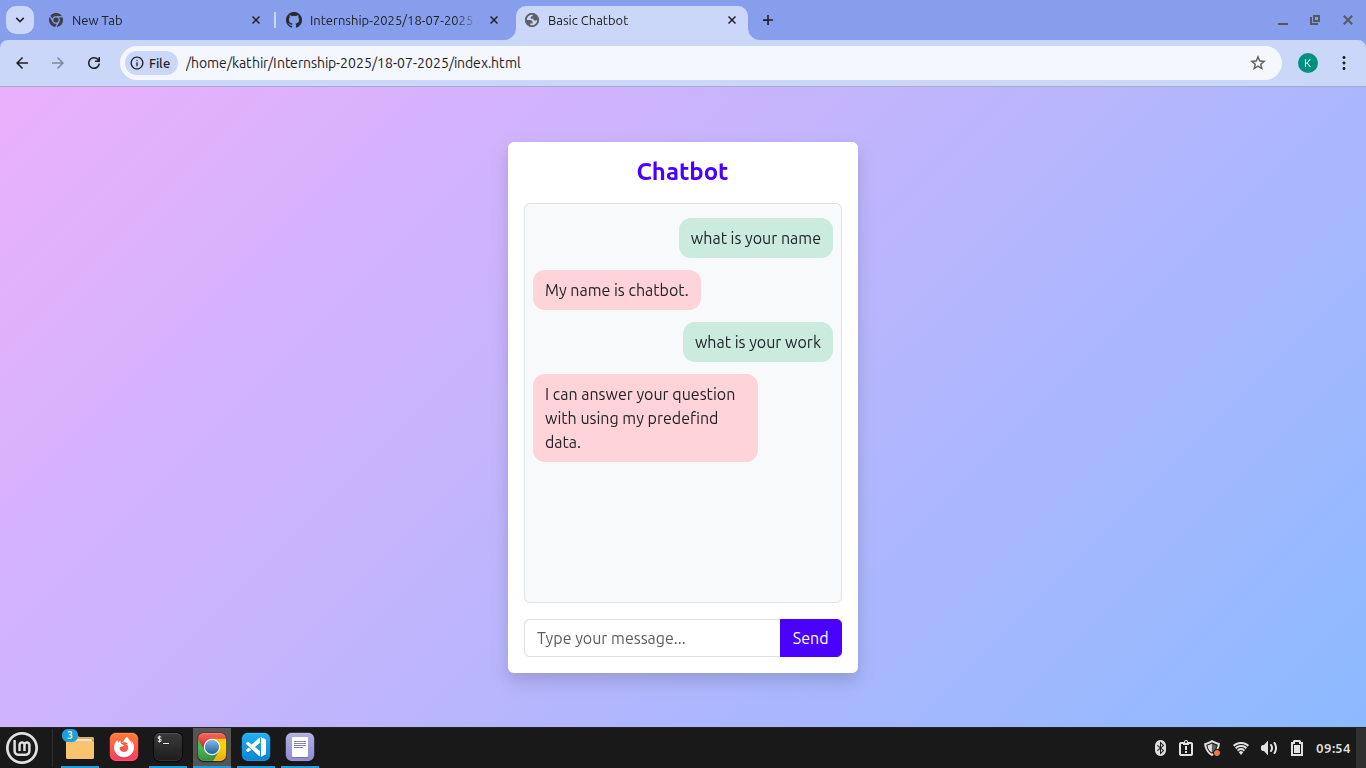 New Tab
Internship-2025/18-07-2025
Basic Chatbot
File
/home/kathir/Internship-2025/18-07-2025/index.html
K
Chatbot
what is your name
My name is chatbot.
what is your work
I can answer your question
with using my predefind
data.
Type your message...
Send
3
$_
09:54